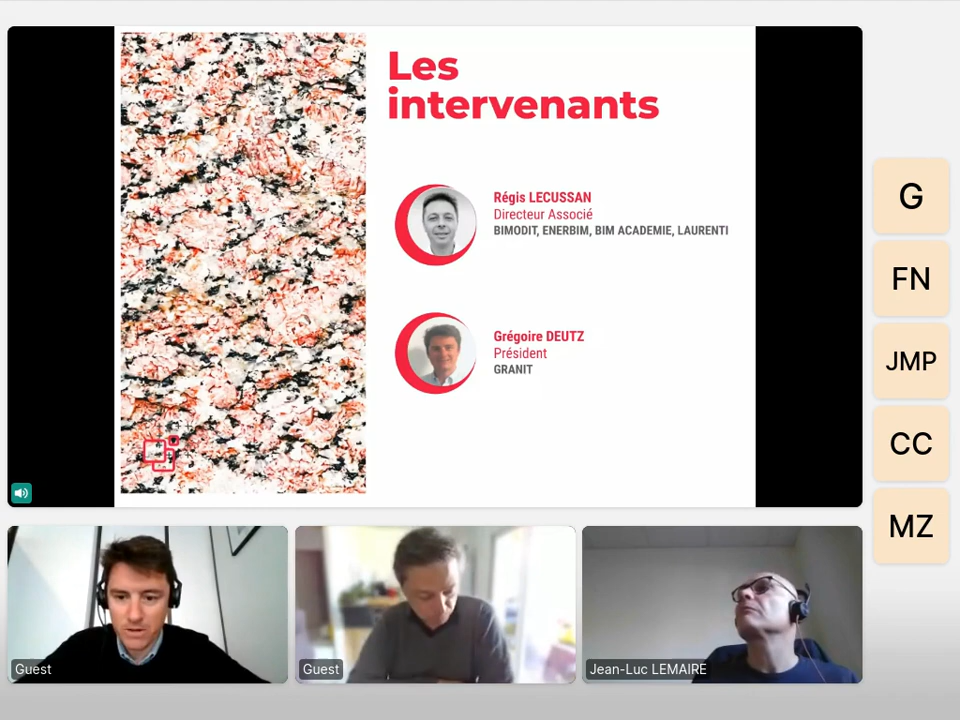 Les
intervenants
Régis LECUSSAN
Directeur Associé
BIMODIT, ENERBIM, BIM ACADEMIE, LAURENTI
Grégoire DEUTZ
Président
GRANIT
G
FN
JMP
CC
MZ
Guest
Guest
Jean-Luc LEMAIRE